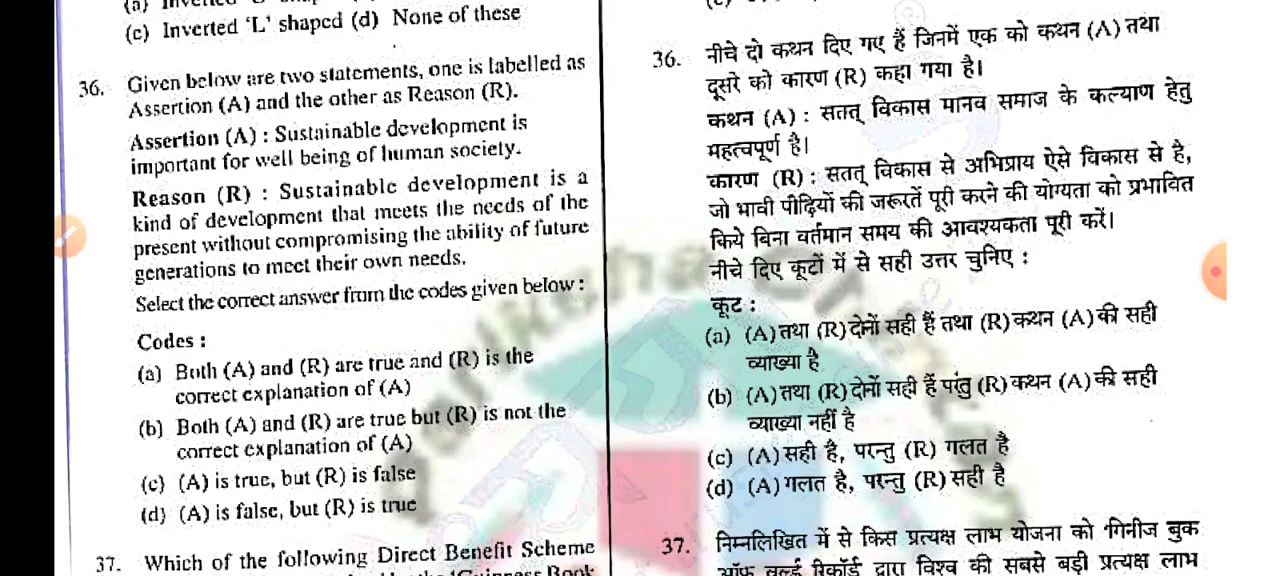 (c) Inverted 'L' shaped (d) None of these
36. Given below are two statements, one is labelled as
Assertion (A) and the other as Reason (R).
Assertion (A) : Sustainable development is
important for well being of human society.
Reason (R) : Sustainable development is a
kind of development that meets the needs of the
present without compromising the ability of future
generations to meet their own needs.
Select the correct answer from the codes given below :
Codes :
(a) Both (A) and (R) are true and (R) is the
correct explanation of (A)
(b) Both (A) and (R) are true but (R) is not the
correct explanation of (A)
(c) (A) is true, but (R) is false
(d) (A) is false, but (R) is true
37. Which of the following Direct Benefit Scheme
36. नीचे दो कथन दिए गए हैं जिनमें एक को कथन (A) तथा
दूसरे को कारण (R) कहा गया है।
कथन (A) : सतत् विकास मानव समाज के कल्याण हेतु
महत्वपूर्ण है।
कारण (R) : सतत् विकास से अभिप्राय ऐसे विकास से है,
जो भावी पीढ़ियों की जरूरतें पूरी करने की योग्यता को प्रभावित
किये बिना वर्तमान समय की आवश्यकता पूरी करें।
नीचे दिए कूटों में से सही उत्तर चुनिए :
कूट :
(a) (A) तथा (R) दोनों सही हैं तथा (R) कथन (A) की सही
व्याख्या है
(b) (A) तथा (R) दोनों सही हैं परंतु (R) कथन (A) की सही
व्याख्या नहीं है
(c) (A) सही है, परन्तु (R) गलत है
(d) (A) गलत है, परन्तु (R) सही है
37. निम्नलिखित में से किस प्रत्यक्ष लाभ योजना को 'गिनीज बुक
ऑफ वर्ल्ड रिकॉर्ड द्वारा विश्व की सबसे बड़ी प्रत्यक्ष लाभ